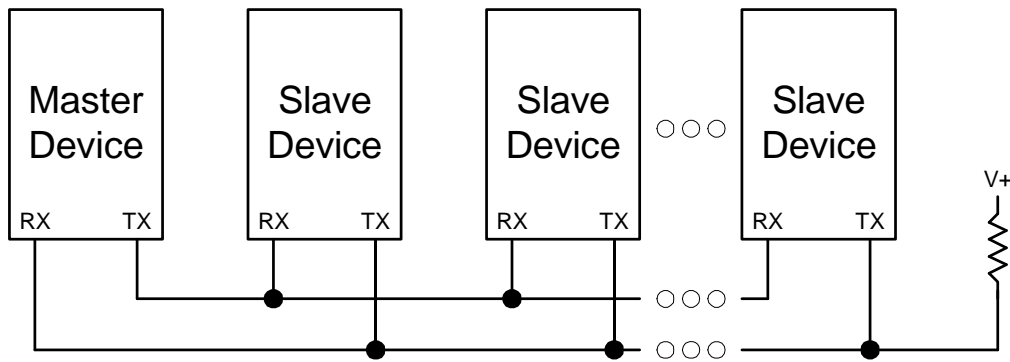 Master
Device
Slave
Device
Slave
Device
Slave
Device
RX TX
RX TX
RX TX
RX TX
V+